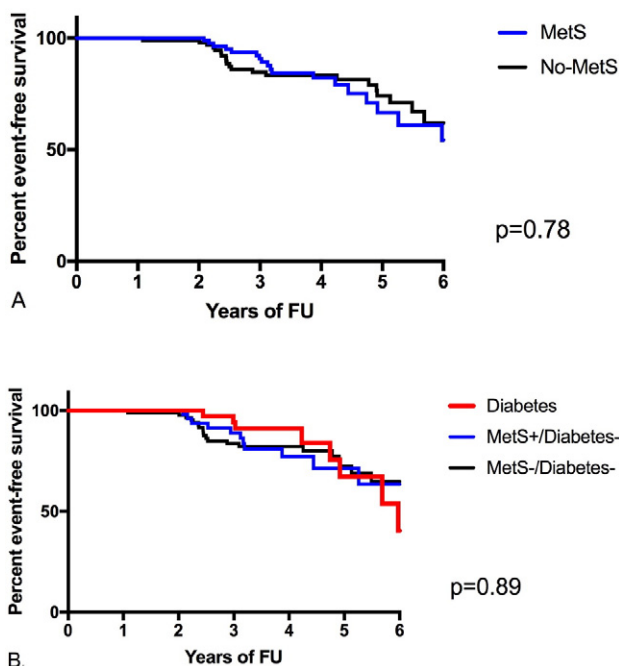 Percent event-free survival
100
50
0
0 1 2 3 4 5 6
Years of FU
MetS
No-MetS
p=0.78
A
Percent event-free survival
100
50
0
0 1 2 3 4 5 6
Years of FU
Diabetes
MetS+/Diabetes-
MetS-/Diabetes-
p=0.89
B.